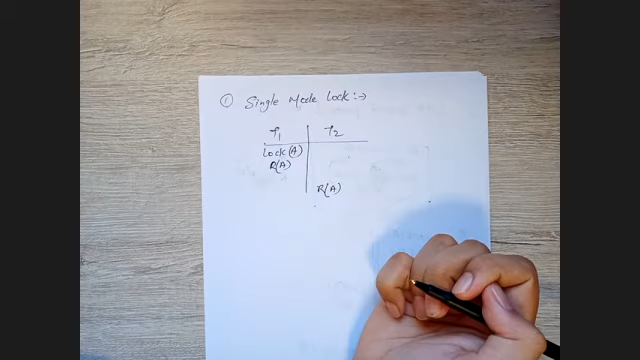 ① Single Mode Lock :→
T1 T2
Lock(A)
R(A)
R(A)